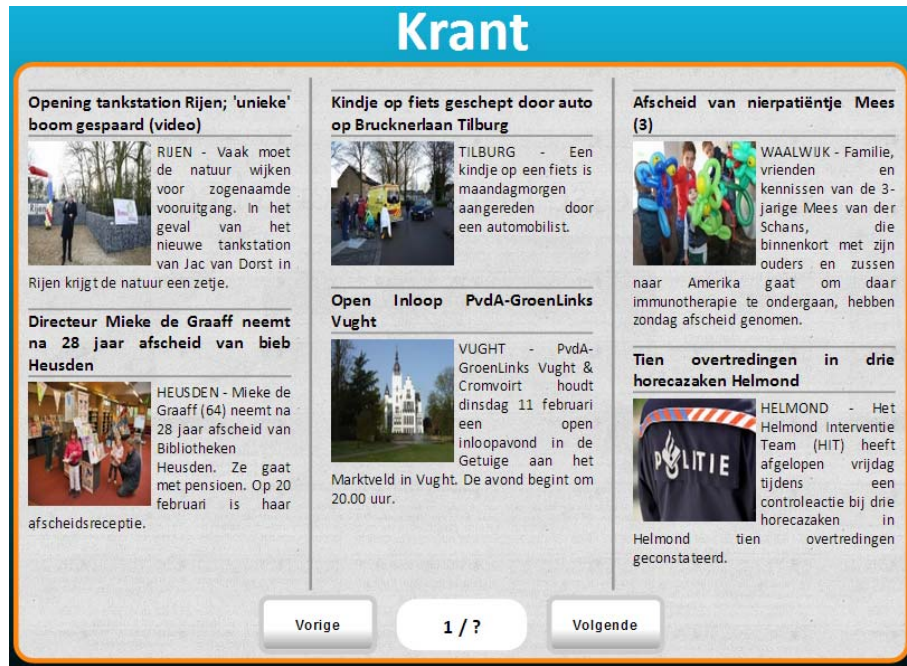 Krant
Opening tankstation Rijen; 'unieke'
boom gespaard (video)
RIJEN - Vaak moet
de natuur wijken
voor zogenaamde
vooruitgang. In het
geval van het
nieuwe tankstation
van Jac van Dorst in
Rijen krijgt de natuur een zetje.
Directeur Mieke de Graaff neemt
na 28 jaar afscheid van bieb
Heusden
HEUSDEN - Mieke de
Graaff (64) neemt na
28 jaar afscheid van
Bibliotheken
Heusden. Ze gaat
met pensioen. Op 20
februari is haar
afscheidsreceptie.
Kindje op fiets geschept door auto
op Brucknerlaan Tilburg
TILBURG - Een
kindje op een fiets is
maandagmorgen
aangereden door
een automobilist.
Open Inloop PvdA-GroenLinks
Vught
VUGHT - PvdA-
GroenLinks Vught &
Cromvoirt houdt
dinsdag 11 februari
een open
inloopavond in de
Getuige aan het
Marktveld in Vught. De avond begint om
20.00 uur.
Afscheid van nierpatiëntje Mees
(3)
WAALWIJK - Familie,
vrienden en
kennissen van de 3-
jarige Mees van der
Schans, die
binnenkort met zijn
ouders en zussen
naar Amerika gaat om daar
immunotherapie te ondergaan, hebben
zondag afscheid genomen.
Tien overtredingen in drie
horecazaken Helmond
POLITIE
HELMOND - Het
Helmond Interventie
Team (HIT) heeft
afgelopen vrijdag
tijdens een
controleactie bij drie
horecazaken in
Helmond tien overtredingen
geconstateerd.
Vorige
1 / ?
Volgende